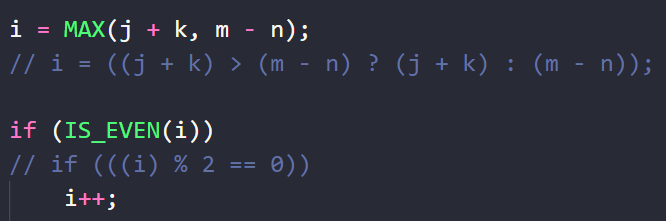 i = MAX(j + k, m - n);
// i = ((j + k) > (m - n) ? (j + k) : (m - n));
if (IS_EVEN(i))
// if (((i) % 2 == 0))
i++;